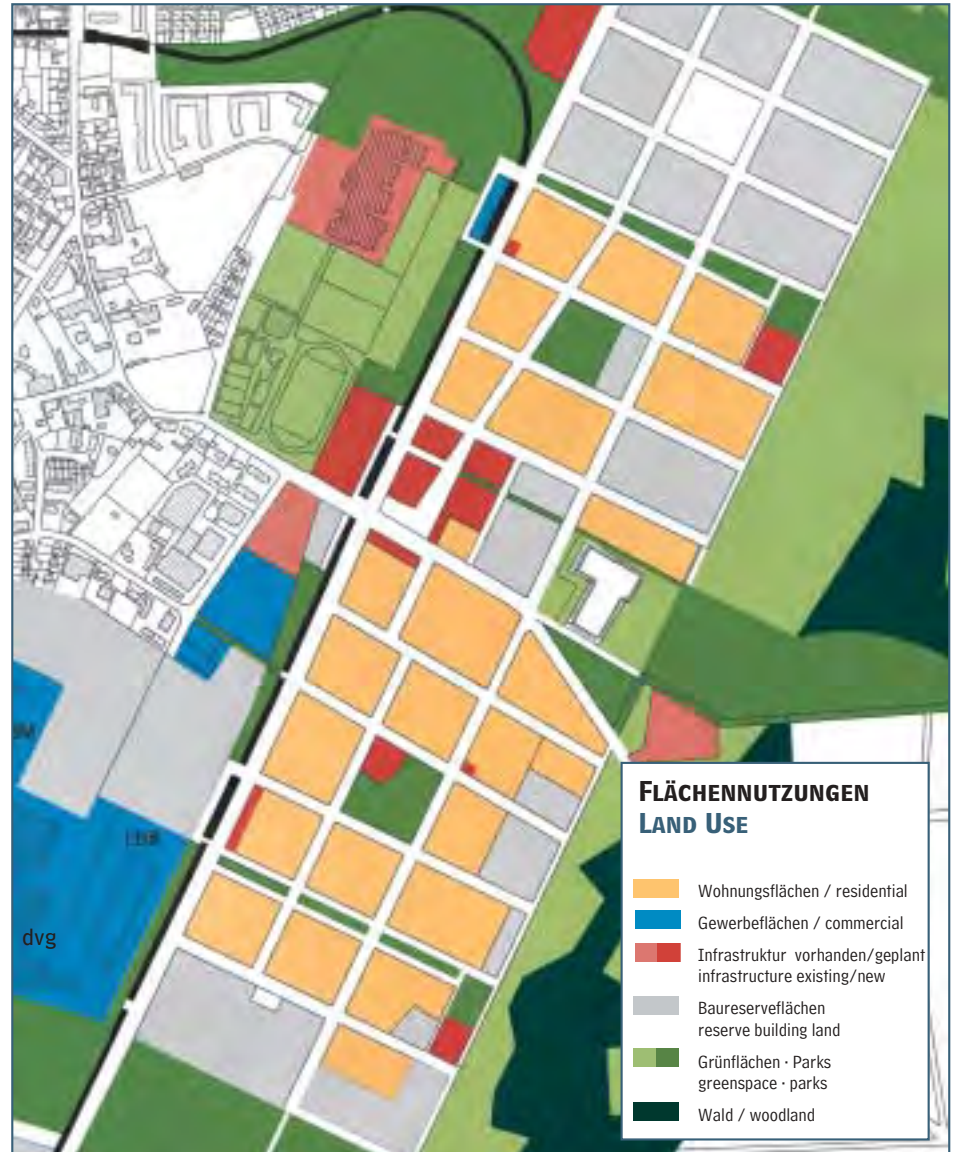 dvg
FLÄCHENNUTZUNGEN
LAND USE
Wohnungsflächen / residential
Gewerbeflächen / commercial
Infrastruktur vorhanden/geplant
infrastructure existing/new
Baureserveflächen
reserve building land
Grünflächen · Parks
greenspace · parks
Wald / woodland